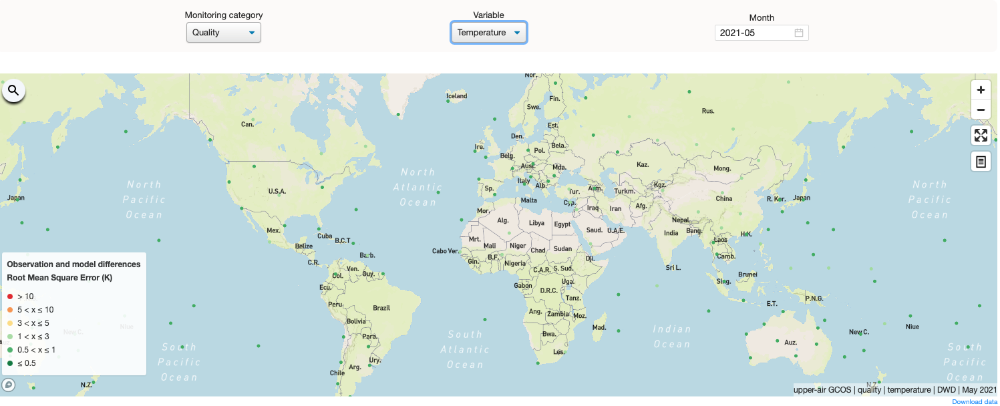 Monitoring category
Quality
Variable
Temperature
Month
2021-05
Nor.
Iceland
Fin.
Swe.
Rus.
Can.
Est.
Den.
Ire.
Bela.
Pol.
Belg.
Kaz.
Mong.
Aust.
Mda.
North
Atlantic
Ocean
North
Pacific
Ocean
North
Pacific
Ocean
Italy
Alb.
Kgz.
U.S.A.
Sp.
Tur.
Arm.
Turkm.
Japan
China
R. Kor.
Japan
Malta
Cyp.
Mor.
Iraq
Iran
Afg.
Alg.
Libya
Egypt
Nepal
Mex.
Saud.
U.A.E.
India
Bang.
H.K.
Cuba
B.C.T
Mrt.
Laos
Belize
Mali
Niger
Chad
Sudan
Cabo Ver.
Barb.
Camb.
C.R.
Gin.
B.F.
Nigeria
Dji.
Ven.
Guy.
Col.
C.A.R.
S. Sud.
Sri L.
Brunei
Ecu.
Gabon
Uga.
Sing.
D.R.C.
Tanz.
P.N.G.
Peru
Brazil
E.T.
Ang.
Zambia
Moz.
Bolivia
Mad.
Niue
New C.
Niue
New C.
Indian
Ocean
South
Atlantic
Ocean
Para.
Bwa.
Auz.
South
Pacific
Ocean
South
Pacific
Ocean
Les.
Ury.
Arg.
Chile
N.Z.
N.Z.
Observation and model differences
Root Mean Square Error (K)
> 10
5 < x ≤ 10
3 < x ≤ 5
1 < x ≤ 3
0.5 < x ≤ 1
≤ 0.5
upper-air GCOS | quality | temperature | DWD | May 2021
Download data